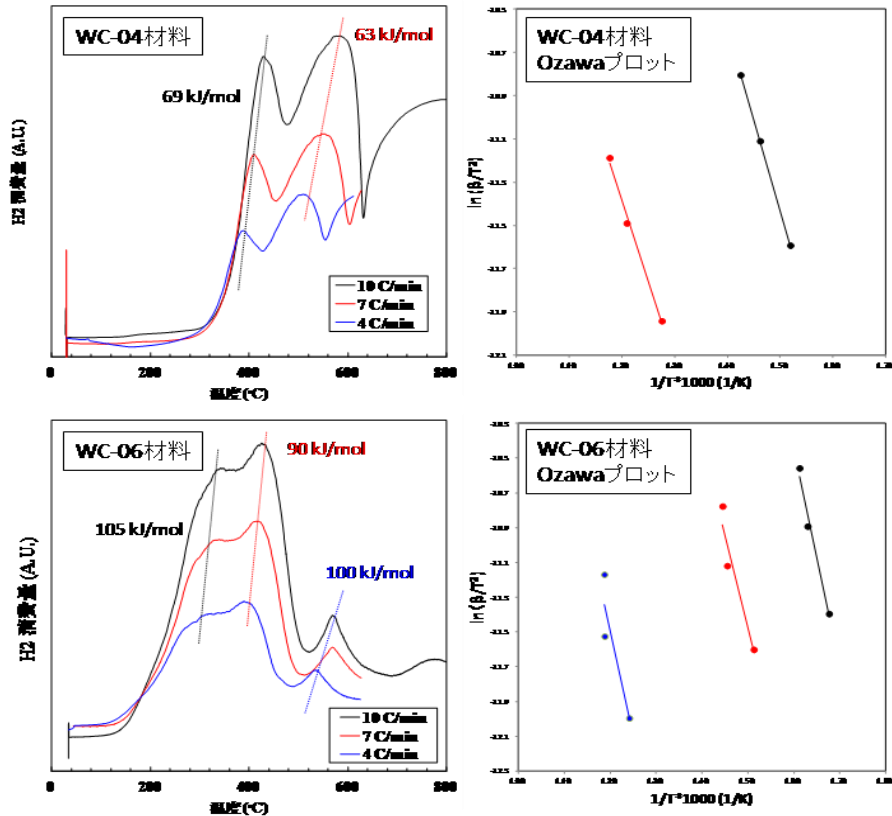 WC-04材料
63 kJ/mol
69 kJ/mol
H2 消費量 (A.U.)
10 C/min
7 C/min
4 C/min
0 200 400 600 800
温度(°C)
WC-04材料
Ozawaプロット
ln (β/T²)
1/T*1000 (1/K)
WC-06材料
90 kJ/mol
105 kJ/mol
100 kJ/mol
H2 消費量 (A.U.)
10 C/min
7 C/min
4 C/min
0 200 400 600 800
温度(°C)
WC-06材料
Ozawaプロット
ln (β/T²)
1/T*1000 (1/K)